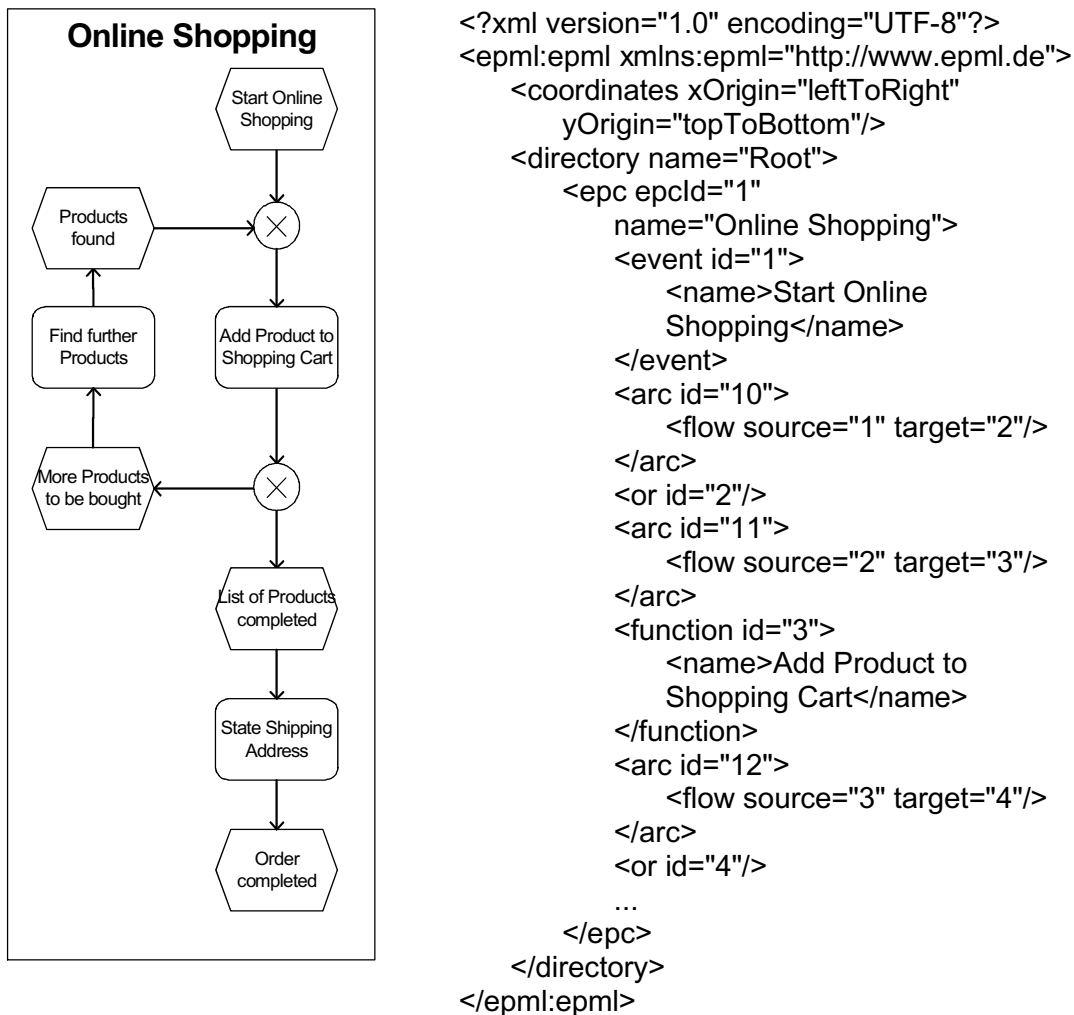 Online Shopping
Start Online
Shopping
Products
found
Find further
Products
Add Product to
Shopping Cart
More Products
to be bought
List of Products
completed
State Shipping
Address
Order
completed
<?xml version="1.0" encoding="UTF-8"?>
<epml:epml xmlns:epml="http://www.epml.de">
<coordinates xOrigin="leftToRight"
yOrigin="topToBottom"/>
<directory name="Root">
<epc epcId="1"
name="Online Shopping">
<event id="1">
<name>Start Online
Shopping</name>
</event>
<arc id="10">
<flow source="1" target="2"/>
</arc>
<or id="2"/>
<arc id="11">
<flow source="2" target="3"/>
</arc>
<function id="3">
<name>Add Product to
Shopping Cart</name>
</function>
<arc id="12">
<flow source="3" target="4"/>
</arc>
<or id="4"/>
...
</epc>
</directory>
</epml:epml>